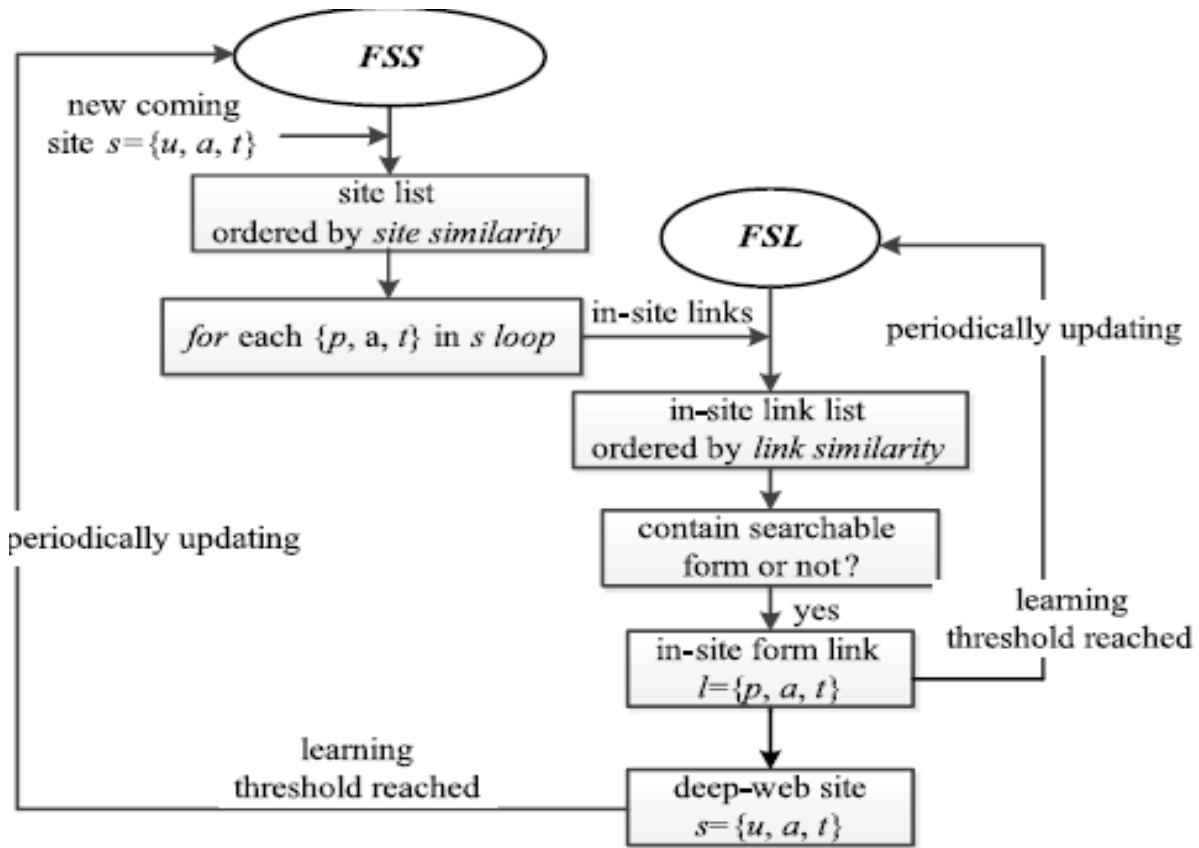 FSS
new coming
site s={u, a, t}
site list
ordered by site similarity
FSL
for each {p, a, t} in s loop
in-site links
periodically updating
in-site link list
ordered by link similarity
contain searchable
form or not?
periodically updating
yes
learning
threshold reached
in-site form link
l={p, a, t}
learning
threshold reached
deep-web site
s={u, a, t}